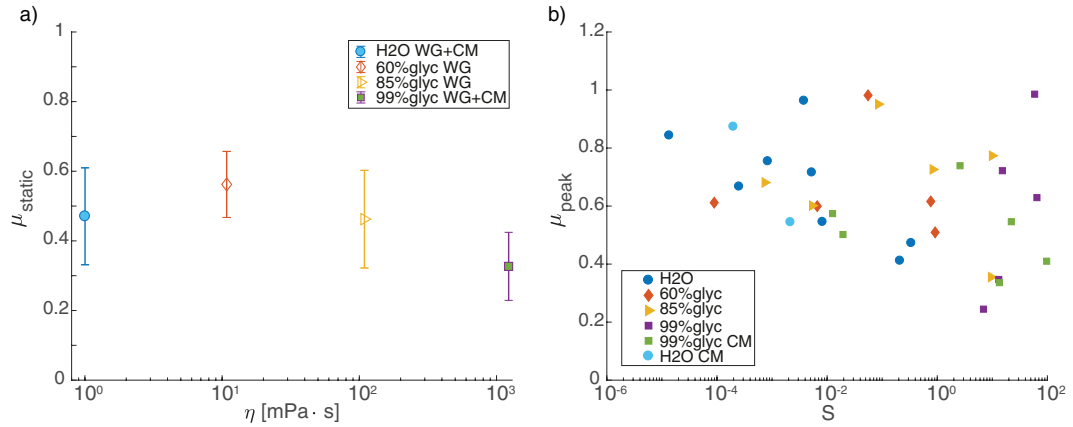 a)
1
0.8
0.6
0.4
0.2
0
μstatic
10^0
10^1
10^2
10^3
η [mPa · s]
H2O WG+CM
60%glyc WG
85%glyc WG
99%glyc WG+CM
b)
1.2
1
0.8
0.6
0.4
0.2
μpeak
10^-6
10^-4
10^-2
10^0
10^2
S
H2O
60%glyc
85%glyc
99%glyc
99%glyc CM
H2O CM